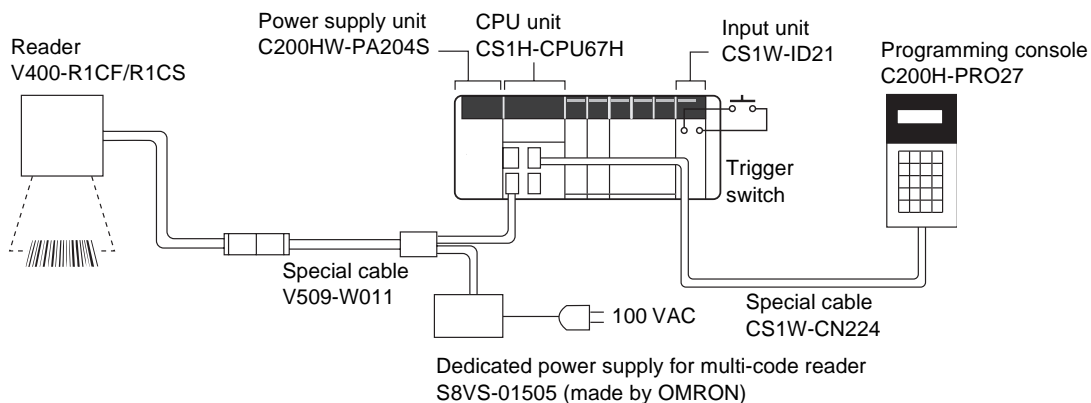 Power supply unit
C200HW-PA204S
CPU unit
CS1H-CPU67H
Input unit
CS1W-ID21
Reader
V400-R1CF/R1CS
Programming console
C200H-PRO27
Trigger
switch
Special cable
V509-W011
100 VAC
Special cable
CS1W-CN224
Dedicated power supply for multi-code reader
S8VS-01505 (made by OMRON)